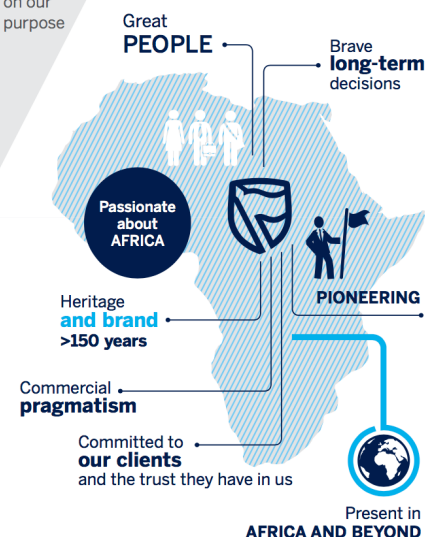 on our
purpose
Great
PEOPLE
Brave
long-term
decisions
Passionate
about
AFRICA
PIONEERING
Heritage
and brand
>150 years
Commercial
pragmatism
Committed to
our clients
and the trust they have in us
Present in
AFRICA AND BEYOND